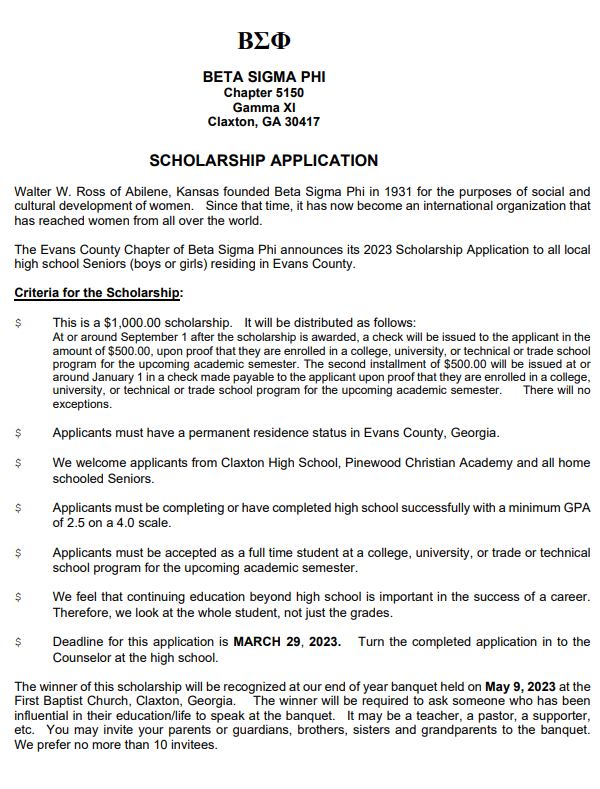 ΒΣΦ
BETA SIGMA PHI
Chapter 5150
Gamma XI
Claxton, GA 30417
SCHOLARSHIP APPLICATION
Walter W. Ross of Abilene, Kansas founded Beta Sigma Phi in 1931 for the purposes of social and
cultural development of women. Since that time, it has now become an international organization that
has reached women from all over the world.
The Evans County Chapter of Beta Sigma Phi announces its 2023 Scholarship Application to all local
high school Seniors (boys or girls) residing in Evans County.
Criteria for the Scholarship:
$ This is a $1,000.00 scholarship. It will be distributed as follows:
At or around September 1 after the scholarship is awarded, a check will be issued to the applicant in the
amount of $500.00, upon proof that they are enrolled in a college, university, or technical or trade school
program for the upcoming academic semester. The second installment of $500.00 will be issued at or
around January 1 in a check made payable to the applicant upon proof that they are enrolled in a college,
university, or technical or trade school program for the upcoming academic semester. There will no
exceptions.
$ Applicants must have a permanent residence status in Evans County, Georgia.
$ We welcome applicants from Claxton High School, Pinewood Christian Academy and all home
schooled Seniors.
$ Applicants must be completing or have completed high school successfully with a minimum GPA
of 2.5 on a 4.0 scale.
$ Applicants must be accepted as a full time student at a college, university, or trade or technical
school program for the upcoming academic semester.
$ We feel that continuing education beyond high school is important in the success of a career.
Therefore, we look at the whole student, not just the grades.
$ Deadline for this application is MARCH 29, 2023. Turn the completed application in to the
Counselor at the high school.
The winner of this scholarship will be recognized at our end of year banquet held on May 9, 2023 at the
First Baptist Church, Claxton, Georgia. The winner will be required to ask someone who has been
influential in their education/life to speak at the banquet. It may be a teacher, a pastor, a supporter,
etc. You may invite your parents or guardians, brothers, sisters and grandparents to the banquet.
We prefer no more than 10 invitees.